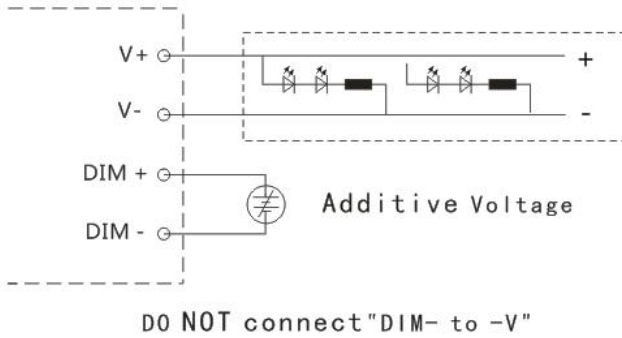 V+
+
V-
-
DIM +
DIM -
Additive Voltage
DO NOT connect"DIM- to -V"